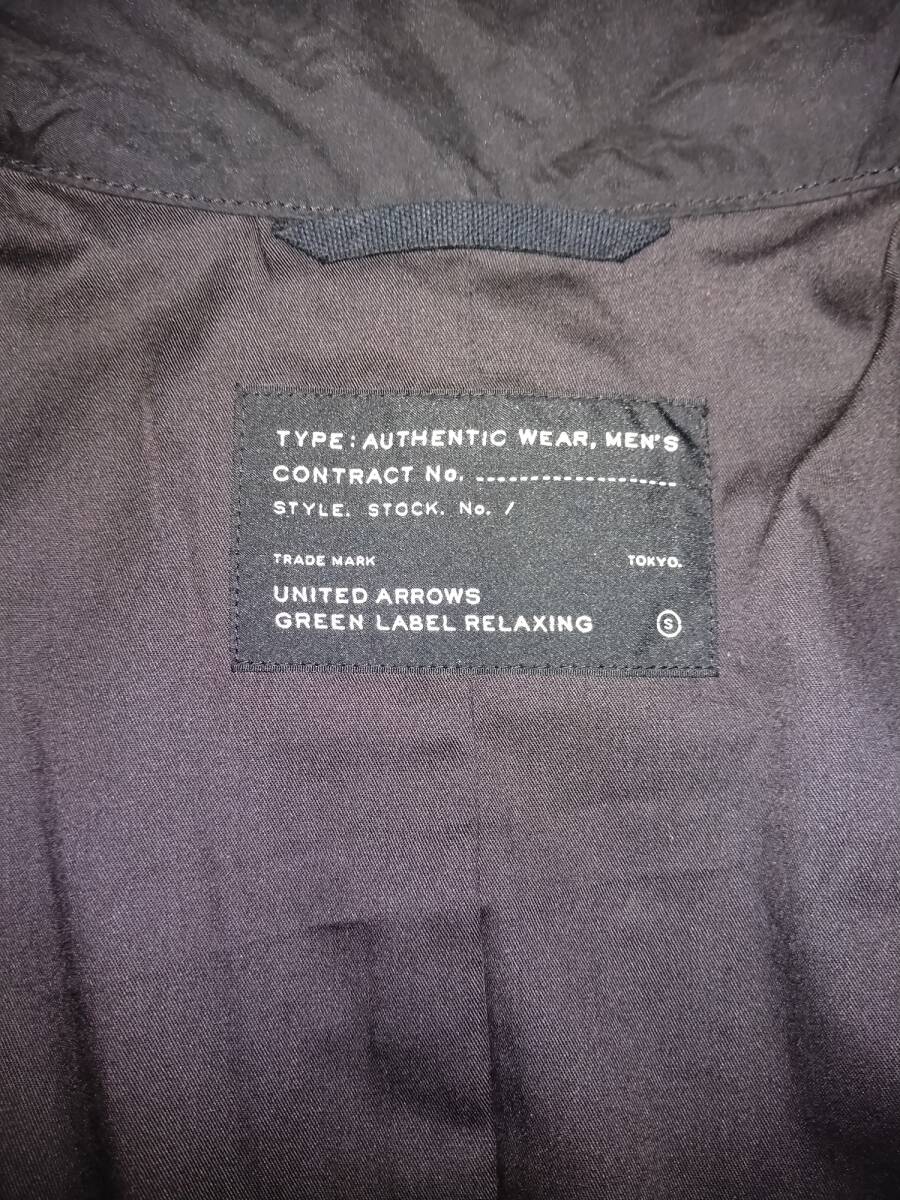 TYPE: AUTHENTIC WEAR, MEN'S
CONTRACT No. --------------------
STYLE. STOCK. No. /
TRADE MARK TOKYO.
UNITED ARROWS
GREEN LABEL RELAXING S